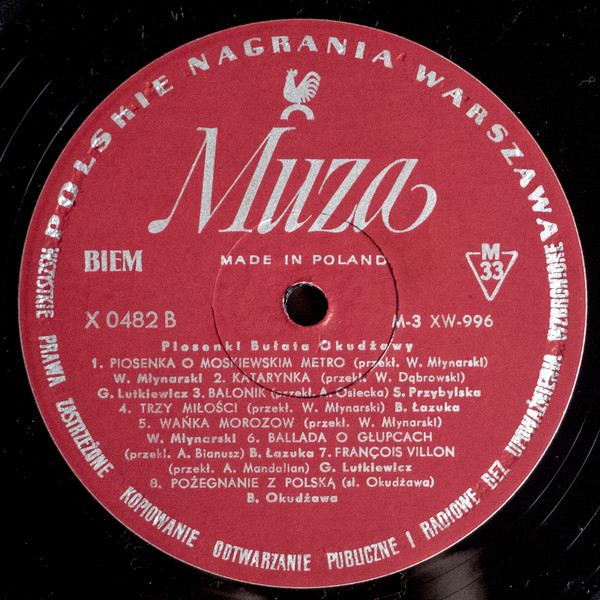 POLSKIE NAGRANIA WARSZAWA
Muza
BIEM
MADE IN POLAND
M
33
X 0482 B
M-3 XW-996
Piosenki Bułata Okudżawy
1. PIOSENKA O MOSKIEWSKIM METRO (przekł. W. Młynarski)
W. Młynarski 2. KATARYNKA (przekł. W. Dąbrowski)
G. Lutkiewicz 3. BALONIK (przekł. A. Osiecka) S. Przybylska
4. TRZY MIŁOŚCI (przekł. W. Młynarski) B. Łazuka
5. WAŃKA MOROZOW (przekł. W. Młynarski)
W. Młynarski 6. BALLADA O GŁUPCACH
(przekł. A. Bianusz) B. Łazuka 7. FRANÇOIS VILLON
(przekł. A. Mandalian) G. Lutkiewicz
8. POŻEGNANIE Z POLSKĄ (sł. Okudżawa)
B. Okudżawa
WSZYSTKIE PRAWA ZASTRZEŻONE KOPIOWANIE ODTWARZANIE PUBLICZNE I RADIOWE BEZ UPOWAŻNIENIA WZBRONIONE